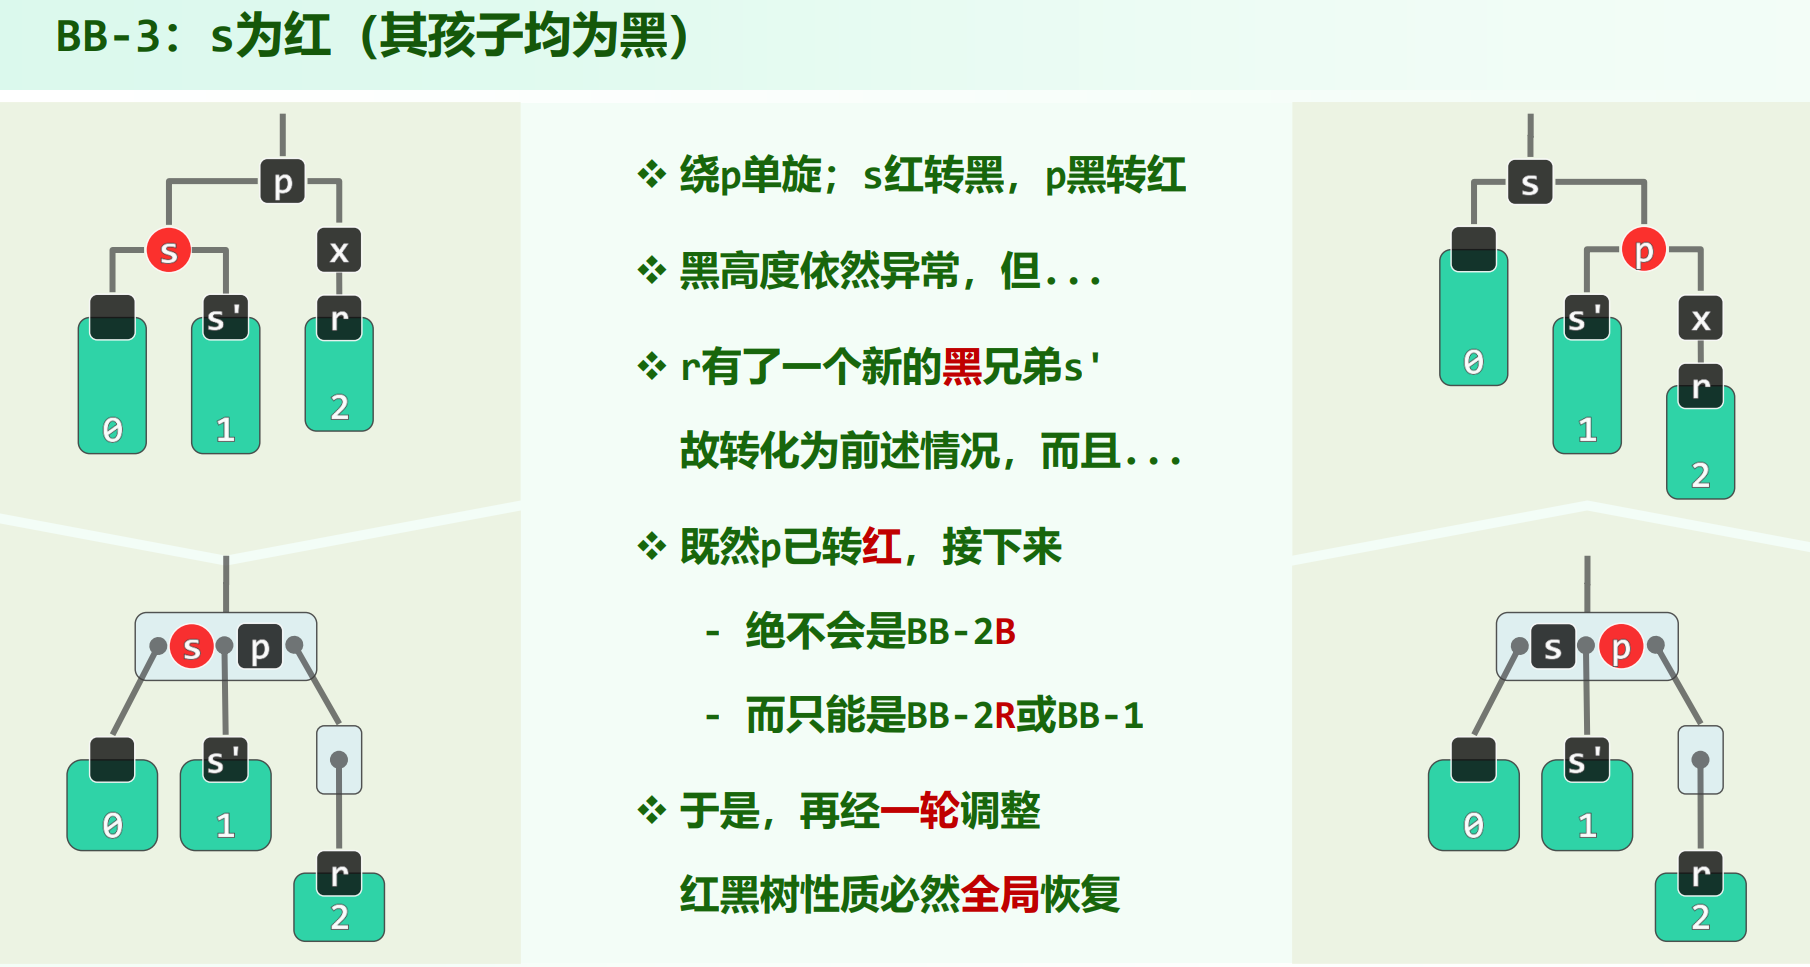 BB-3：s为红（其孩子均为黑）
p
s
x
s'
r
0
1
2
s
p
s'
r
0
1
2
❖ 绕p单旋；s红转黑，p黑转红
❖ 黑高度依然异常，但...
❖ r有了一个新的黑兄弟s'
故转化为前述情况，而且...
❖ 既然p已转红，接下来
- 绝不会是BB-2B
- 而只能是BB-2R或BB-1
❖ 于是，再经一轮调整
红黑树性质必然全局恢复
s
p
s'
x
0
r
1
2
s
p
s'
0
1
r
2